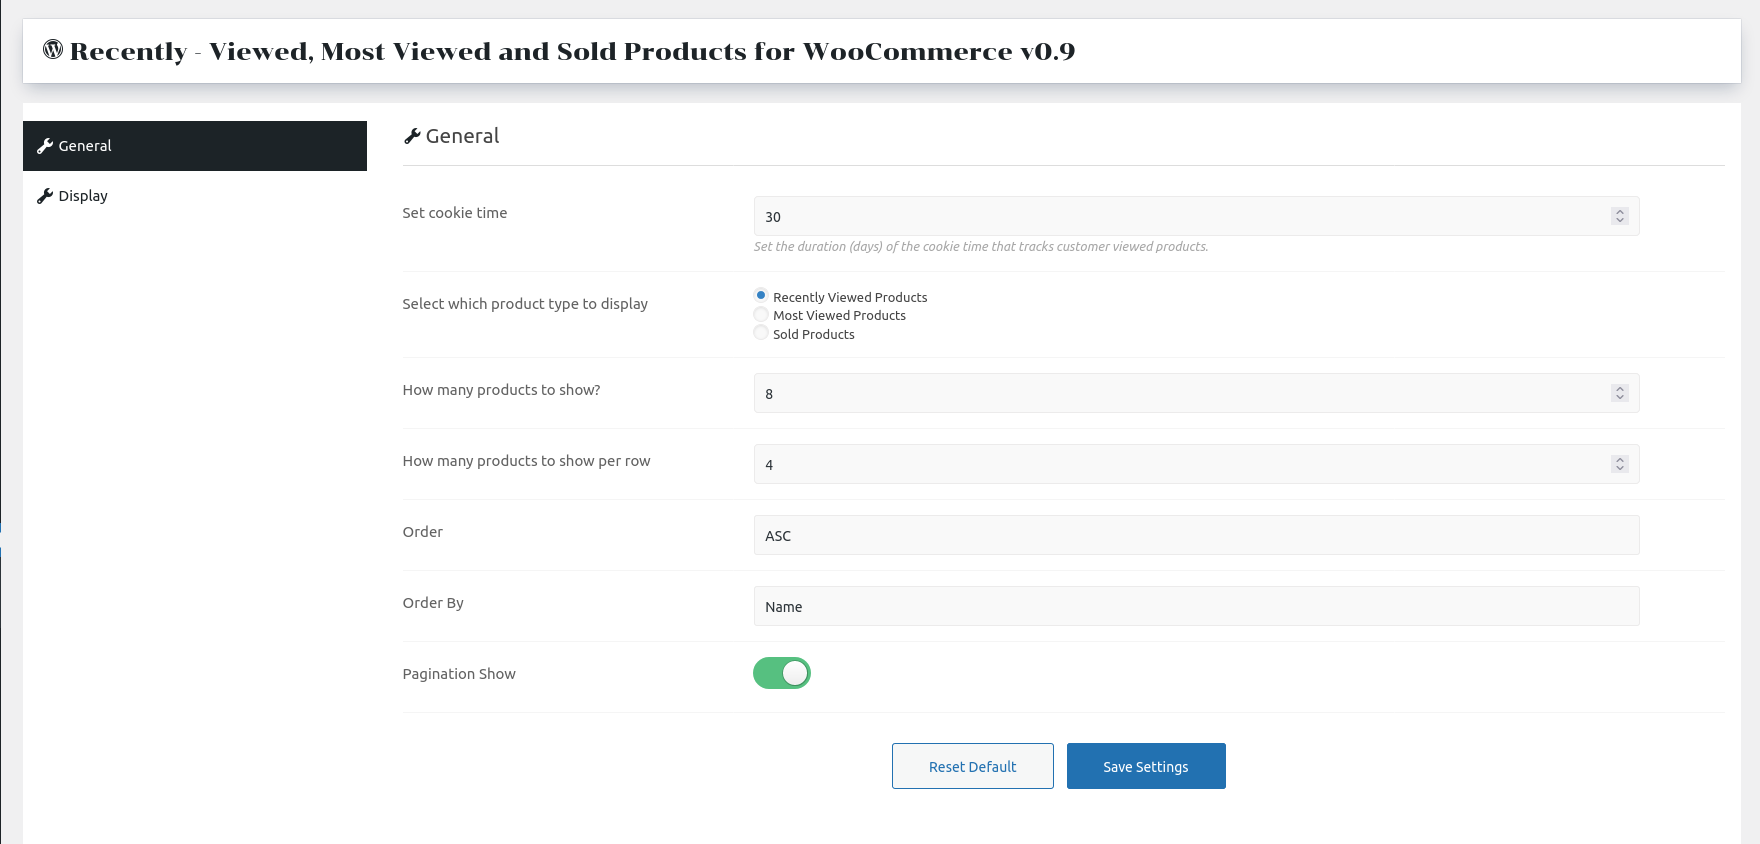 Recently - Viewed, Most Viewed and Sold Products for WooCommerce v0.9
General
Display
General
Set cookie time
30
Set the duration (days) of the cookie time that tracks customer viewed products.
Select which product type to display
Recently Viewed Products
Most Viewed Products
Sold Products
How many products to show?
8
How many products to show per row
4
Order
ASC
Order By
Name
Pagination Show
Reset Default
Save Settings